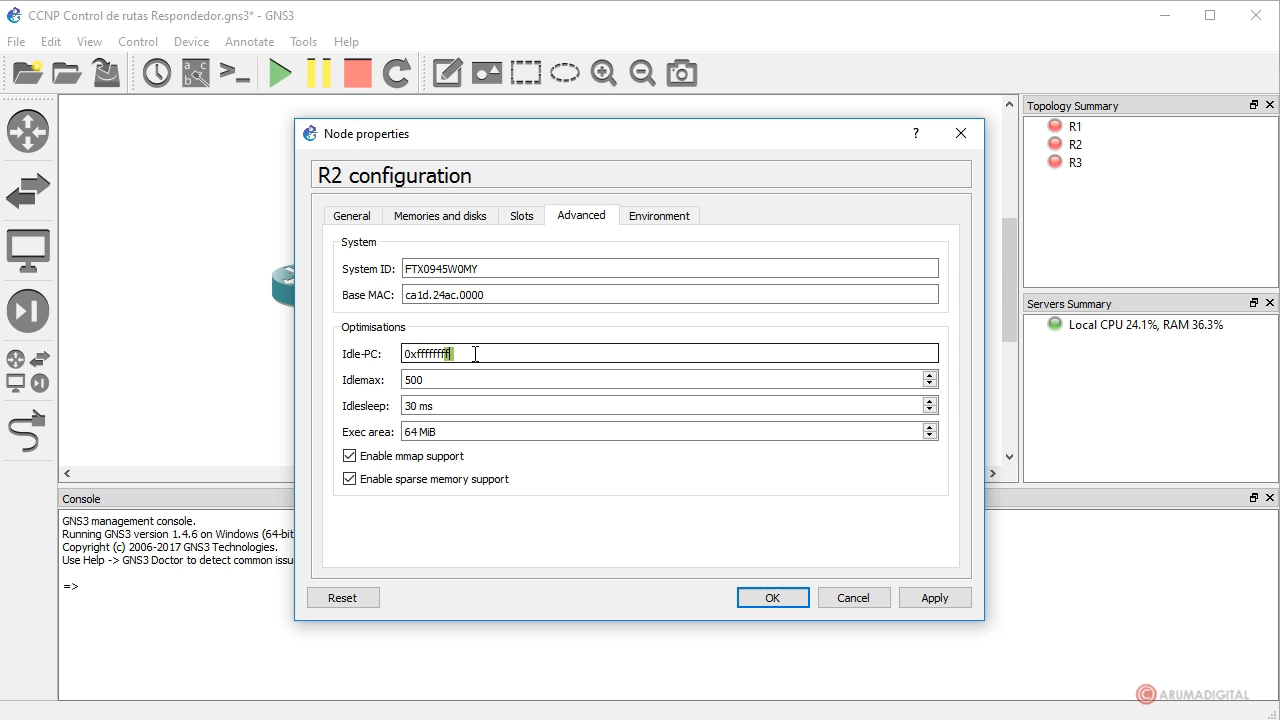 CCNP Control de rutas Respondedor.gns3* - GNS3
File Edit View Control Device Annotate Tools Help
Node properties
R2 configuration
General Memories and disks Slots Advanced Environment
System
System ID: FTX0945W0MY
Base MAC: ca1d.24ac.0000
Optimisations
Idle-PC: 0xffffffff
Idlemax: 500
Idlesleep: 30 ms
Exec area: 64 MiB
Enable mmap support
Enable sparse memory support
Reset OK Cancel Apply
Topology Summary
R1
R2
R3
Servers Summary
Local CPU 24.1%, RAM 36.3%
Console
GNS3 management console.
Running GNS3 version 1.4.6 on Windows (64-bit
Copyright (c) 2006-2017 GNS3 Technologies.
Use Help -> GNS3 Doctor to detect common issu
=>
ARUMADIGITAL